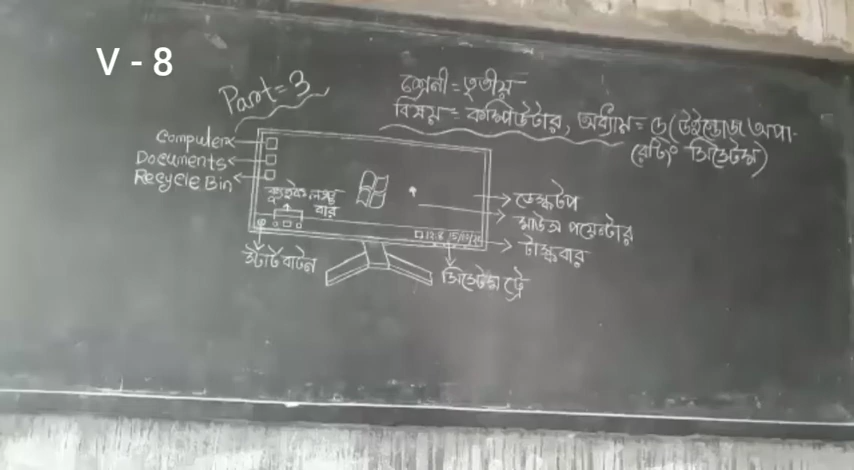 V - 8
Part = 3
শ্রেনী = তৃতীয়
বিষয় = কম্পিউটার, অধ্যায় = ৩ (উইন্ডোজ অপা-
রেটিং সিস্টেম)
Computer
Documents
Recycle Bin
কুইক লঞ্চ
বার
ডেস্কটপ
মাউস পয়েন্টার
টাস্কবার
স্টার্ট বাটন
সিস্টেম ট্রে